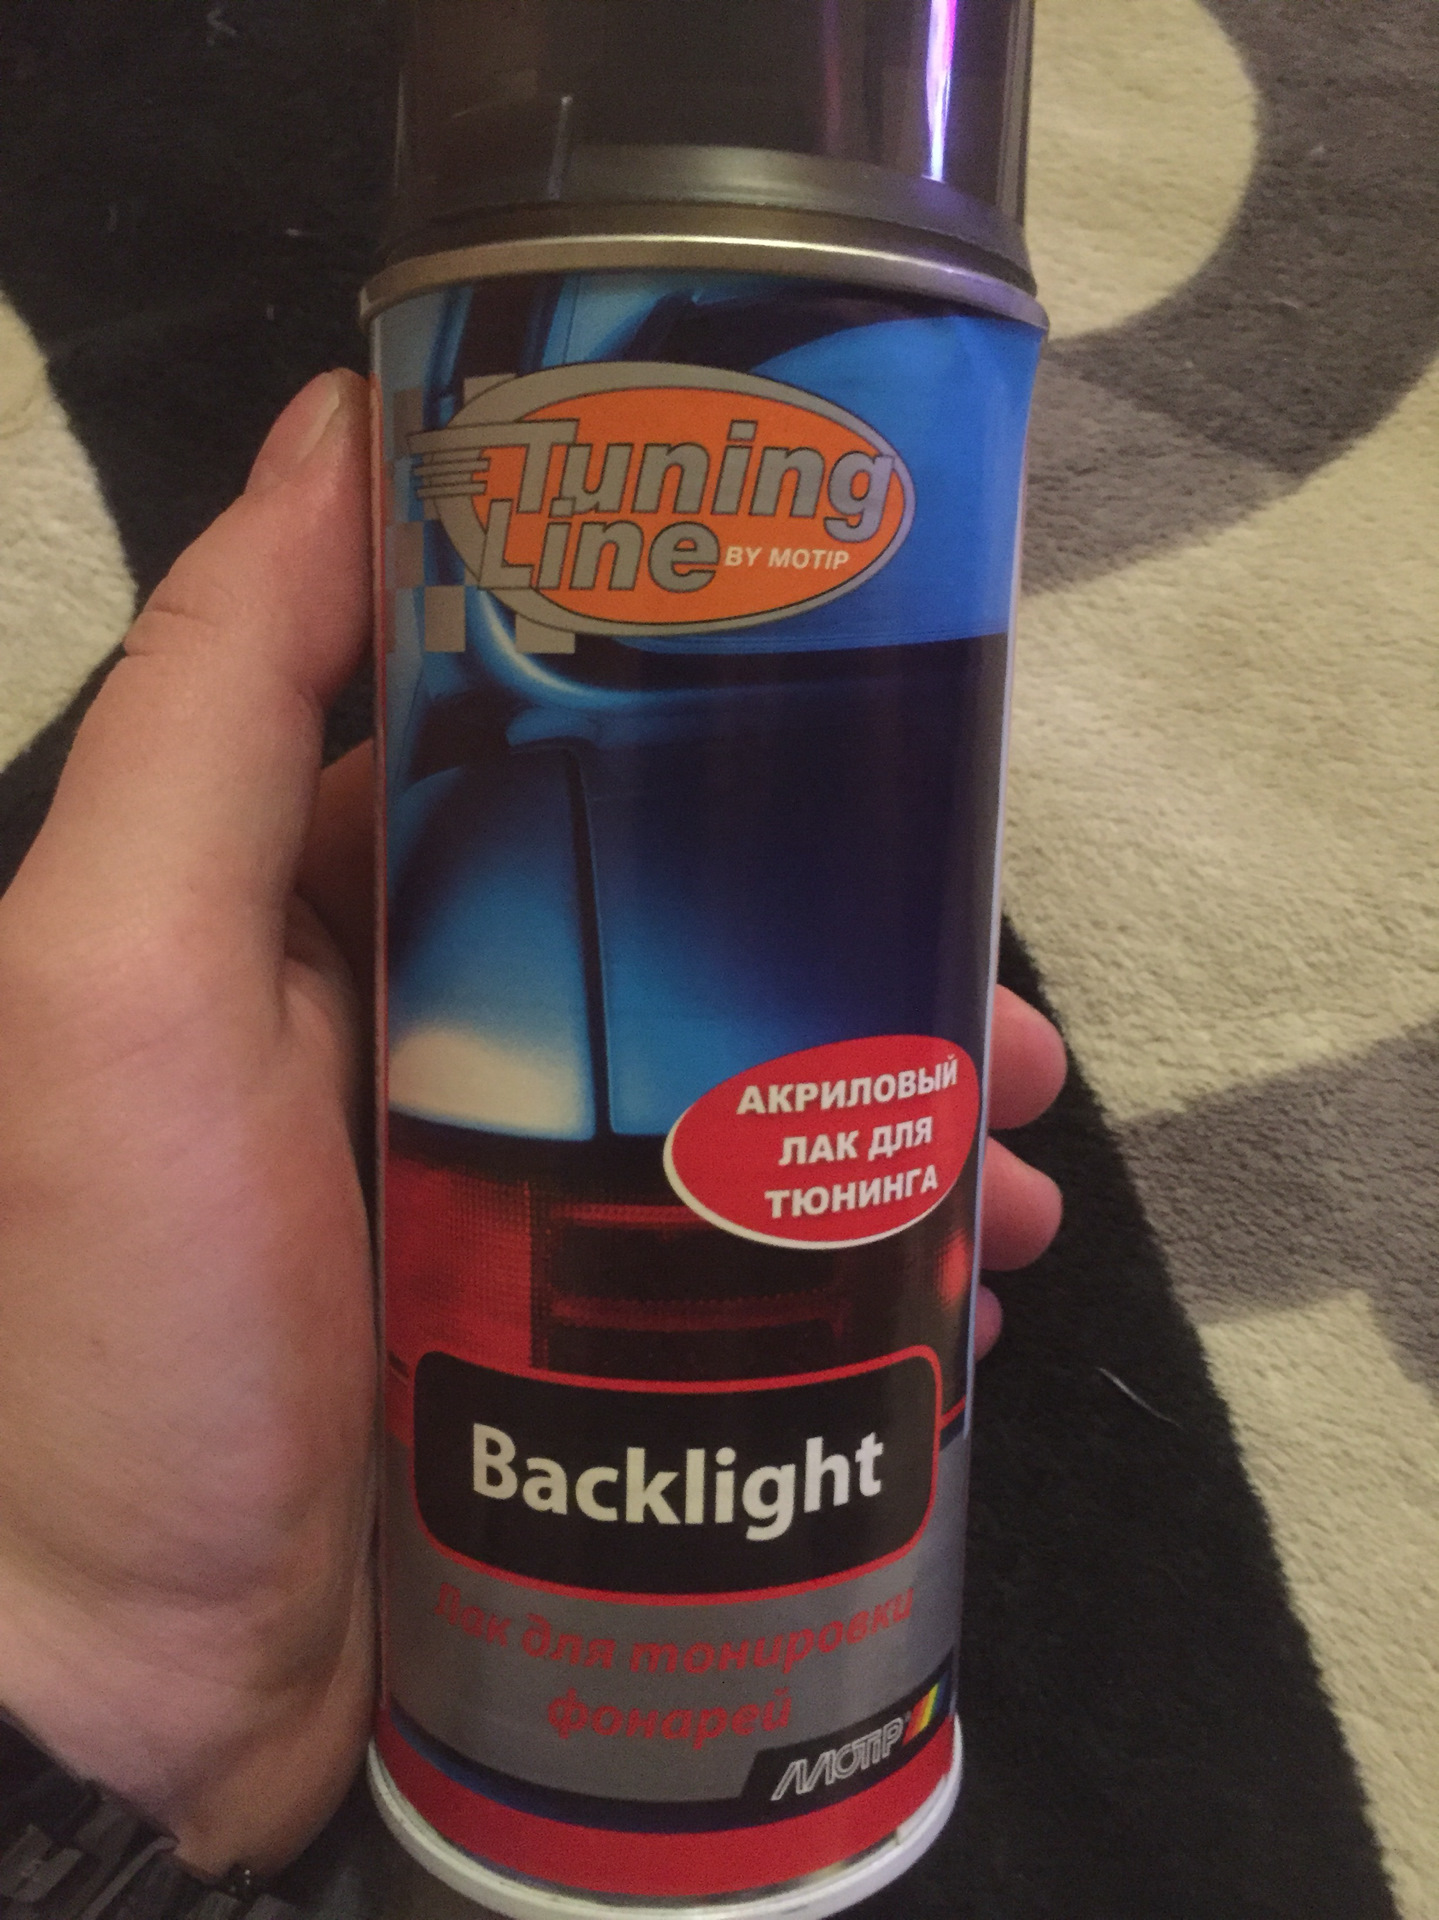 Tuning
Line BY MOTIP
АКРИЛОВЫЙ
ЛАК ДЛЯ
ТЮНИНГА
Backlight
Лак для тонировки
фонарей
MOTIP